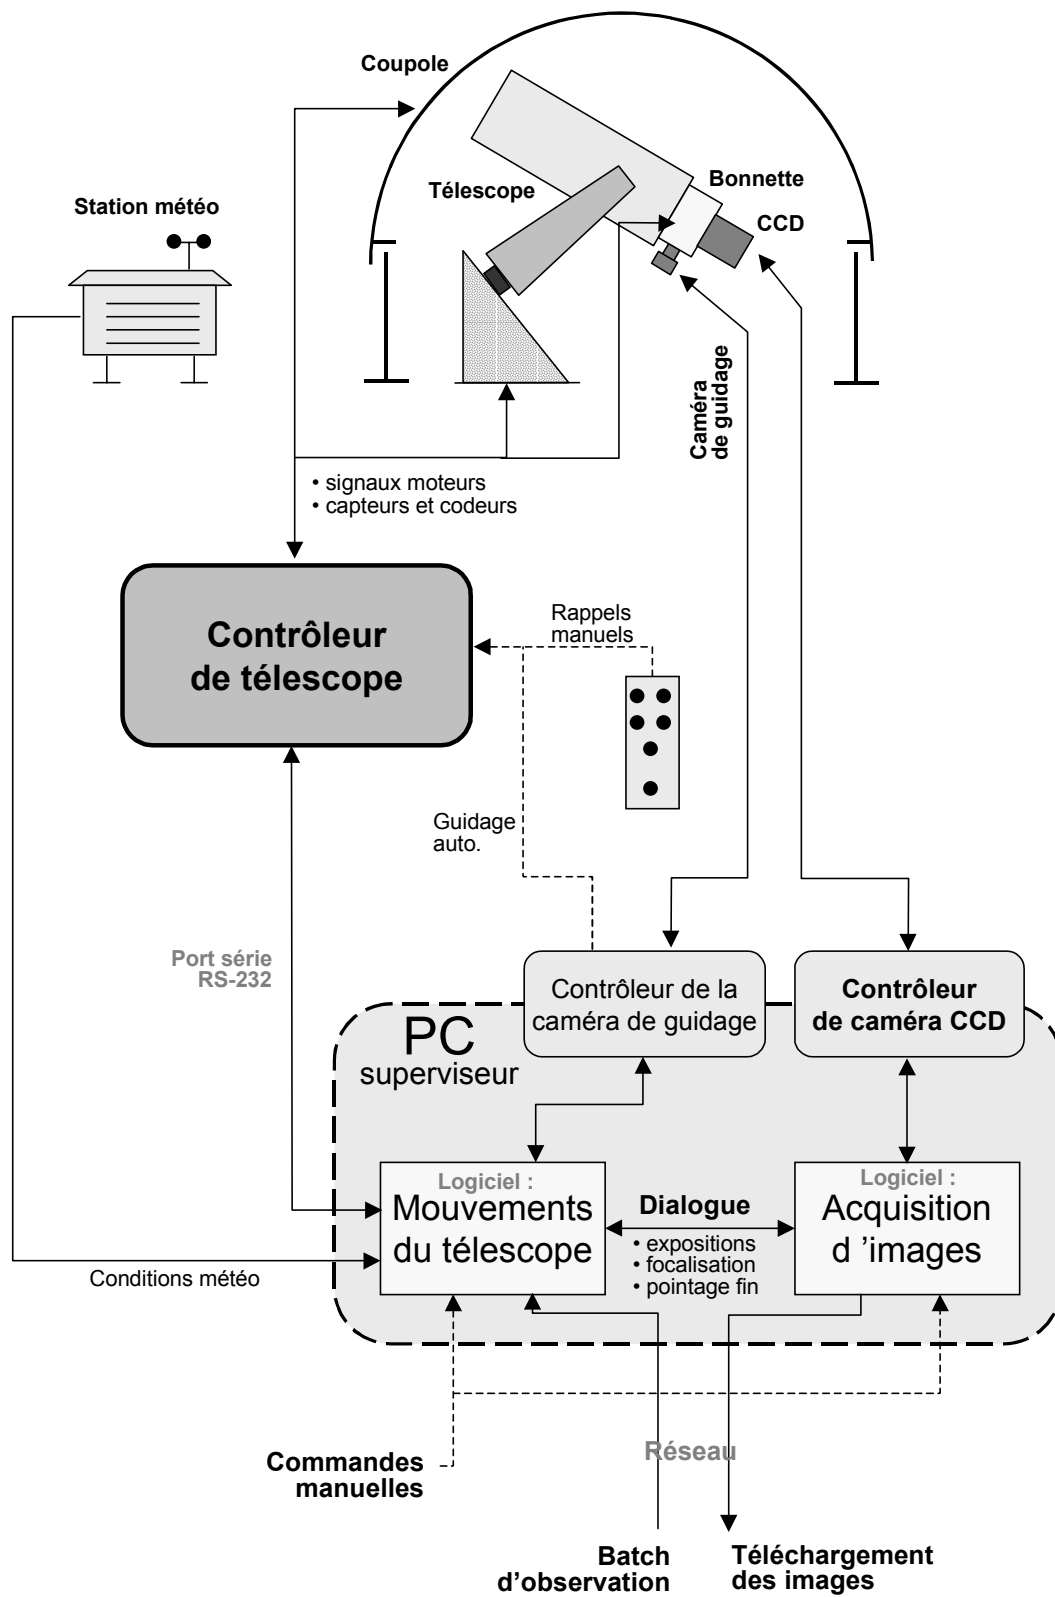 Coupole
Bonnette
Télescope
CCD
Station météo
Caméra
de guidage
• signaux moteurs
• capteurs et codeurs
Contrôleur
de télescope
Rappels
manuels
Guidage
auto.
Port série
RS-232
Contrôleur de la
caméra de guidage
Contrôleur
de caméra CCD
PC
superviseur
Logiciel :
Mouvements
du télescope
Dialogue
• expositions
• focalisation
• pointage fin
Logiciel :
Acquisition
d ’images
Conditions météo
Commandes
manuelles
Réseau
Batch
d’observation
Téléchargement
des images